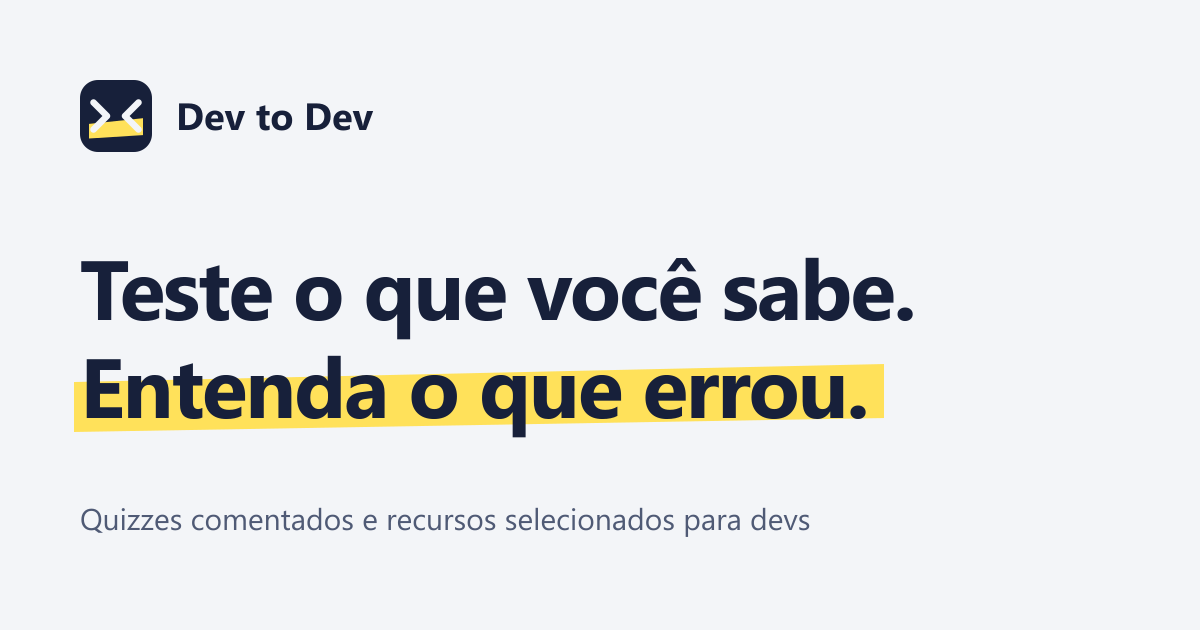 Dev to Dev
Teste o que você sabe.
Entenda o que errou.
Quizzes comentados e recursos selecionados para devs